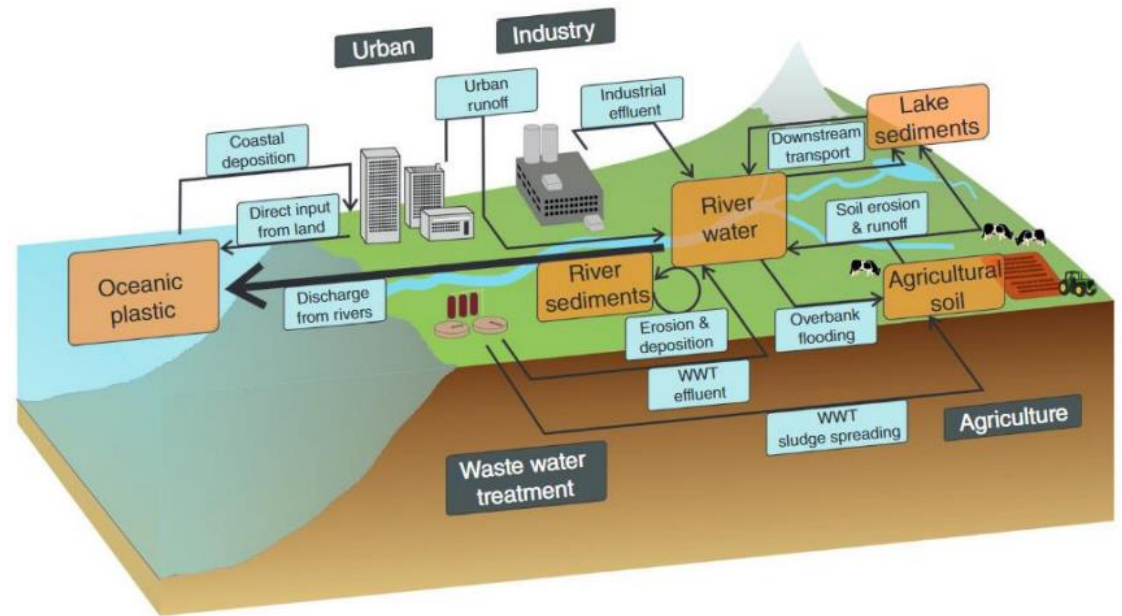 Urban
Industry
Urban
runoff
Industrial
effluent
Lake
sediments
Coastal
deposition
Downstream
transport
River
water
Direct input
from land
Soil erosion
& runoff
Oceanic
plastic
River
sediments
Agricultural
soil
Discharge
from rivers
Erosion &
deposition
Overbank
flooding
WWT
effluent
WWT
sludge spreading
Agriculture
Waste water
treatment